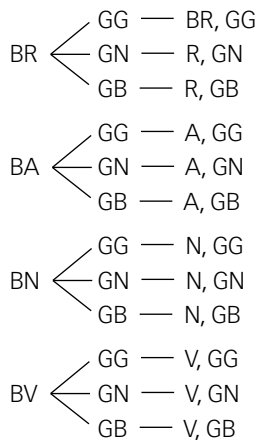 GG — BR, GG
BR GN — R, GN
GB — R, GB
GG — A, GG
BA GN — A, GN
GB — A, GB
GG — N, GG
BN GN — N, GN
GB — N, GB
GG — V, GG
BV GN — V, GN
GB — V, GB